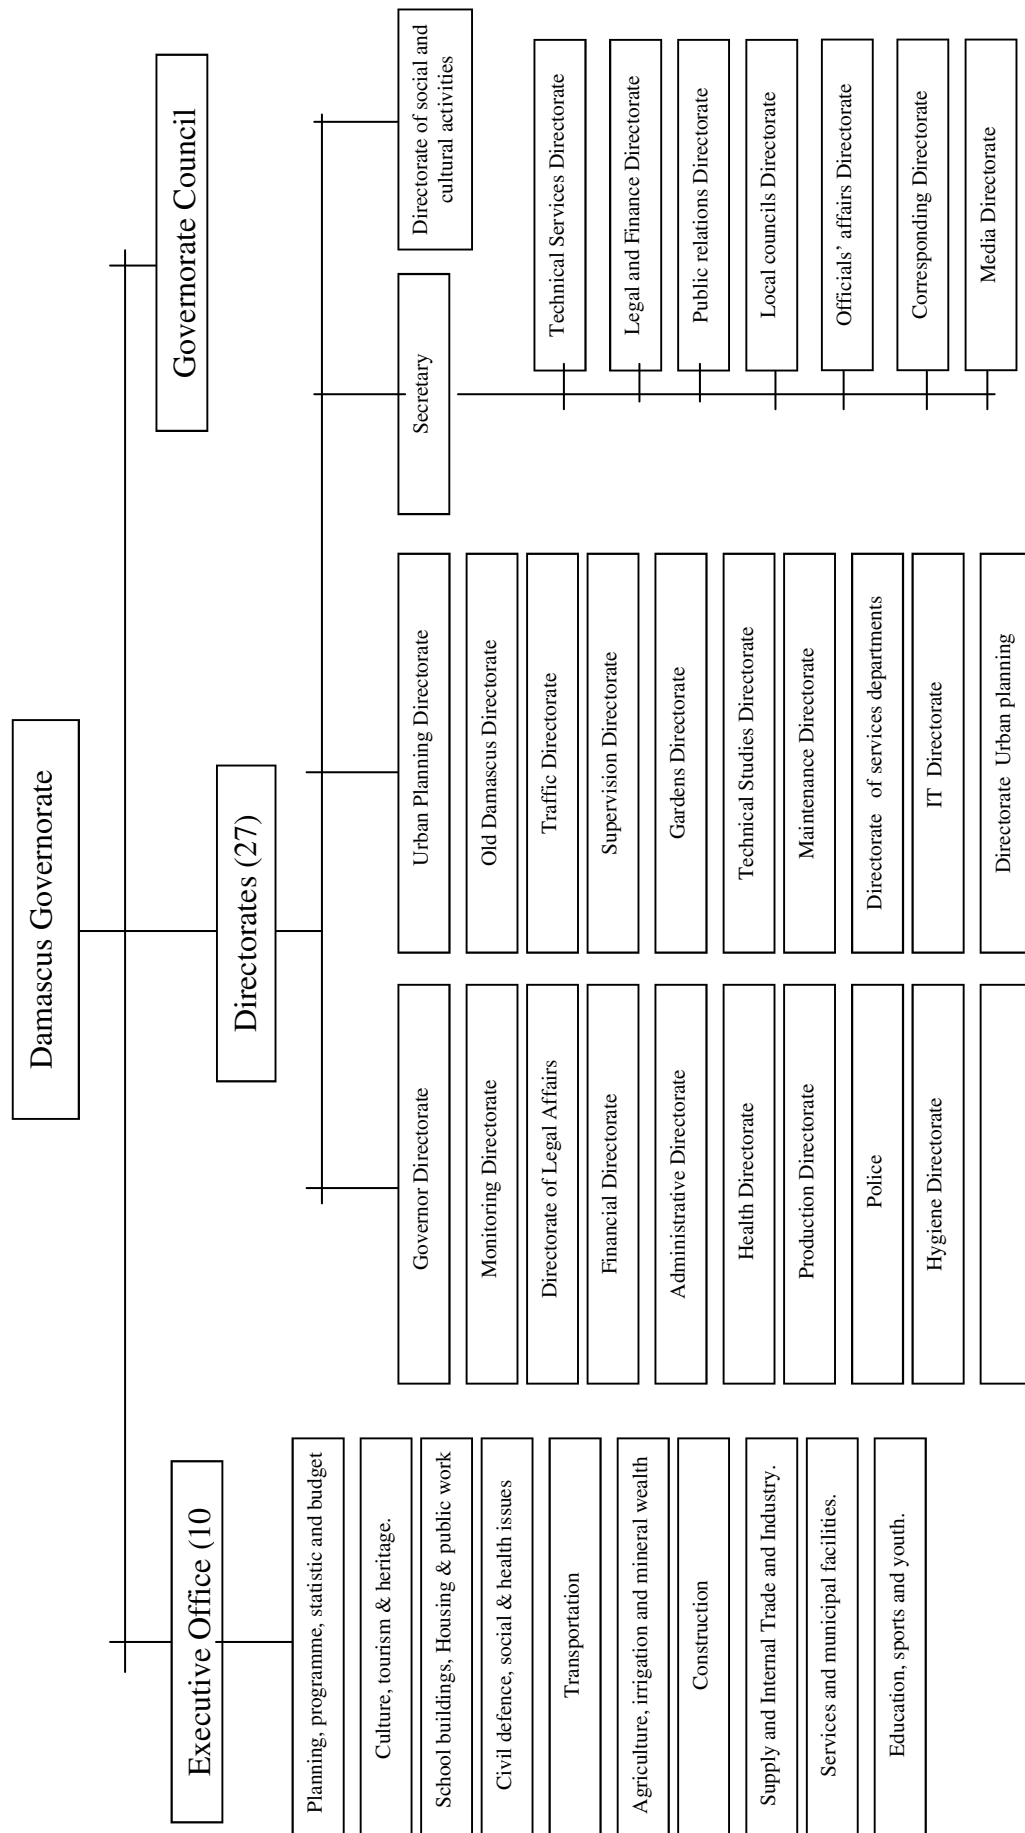 Damascus Governorate
Executive Office (10
Directorates (27)
Governorate Council
Planning, programme, statistic and budget
Culture, tourism & heritage.
School buildings, Housing & public work
Civil defence, social & health issues
Transportation
Agriculture, irrigation and mineral wealth
Construction
Supply and Internal Trade and Industry.
Services and municipal facilities.
Education, sports and youth.
Governor Directorate
Monitoring Directorate
Directorate of Legal Affairs
Financial Directorate
Administrative Directorate
Health Directorate
Production Directorate
Police
Hygiene Directorate
Urban Planning Directorate
Old Damascus Directorate
Traffic Directorate
Supervision Directorate
Gardens Directorate
Technical Studies Directorate
Maintenance Directorate
Directorate of services departments
IT Directorate
Directorate Urban planning
Secretary
Technical Services Directorate
Legal and Finance Directorate
Public relations Directorate
Local councils Directorate
Officials' affairs Directorate
Corresponding Directorate
Media Directorate
Directorate of social and
cultural activities